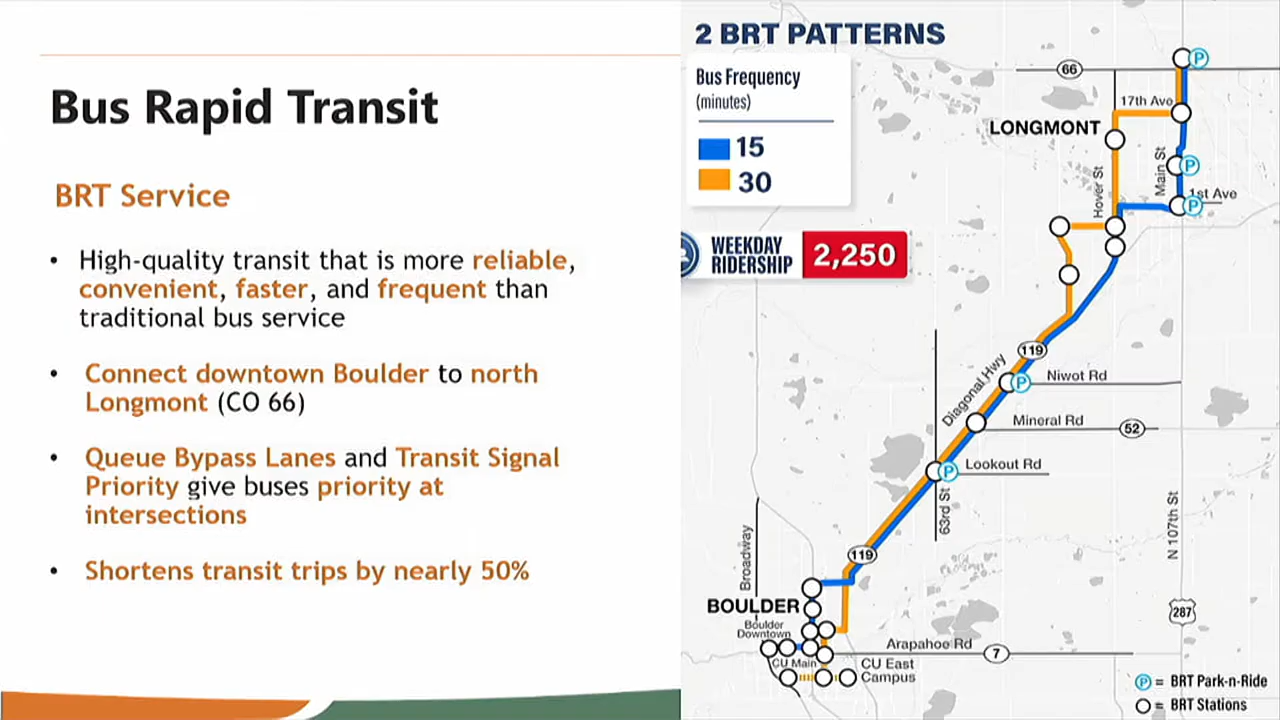 Bus Rapid Transit
BRT Service
• High-quality transit that is more reliable,
convenient, faster, and frequent than
traditional bus service
• Connect downtown Boulder to north
Longmont (CO 66)
• Queue Bypass Lanes and Transit Signal
Priority give buses priority at
intersections
• Shortens transit trips by nearly 50%
2 BRT PATTERNS
Bus Frequency
(minutes)
15
30
WEEKDAY
RIDERSHIP
2,250
66
P
17th Ave
LONGMONT
Hover St
Main St
P
1st Ave
P
119
Diagonal Hwy
P
Niwot Rd
Mineral Rd
52
P
Lookout Rd
63rd St
N 107th St
119
Broadway
BOULDER
Boulder
Downtown
287
Arapahoe Rd
7
CU Main
CU East
Campus
P = BRT Park-n-Ride
= BRT Stations